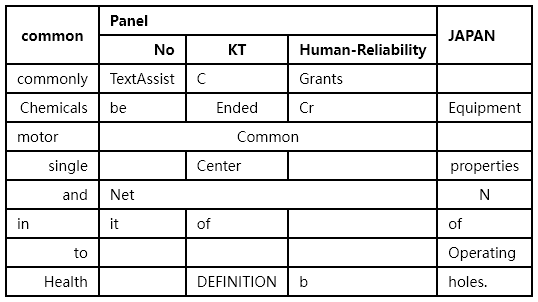 common Panel JAPAN
No KT Human-Reliability
commonly TextAssist C Grants
Chemicals be Ended Cr Equipment
motor Common
single Center properties
and Net N
in it of of
to Operating
Health DEFINITION b holes.